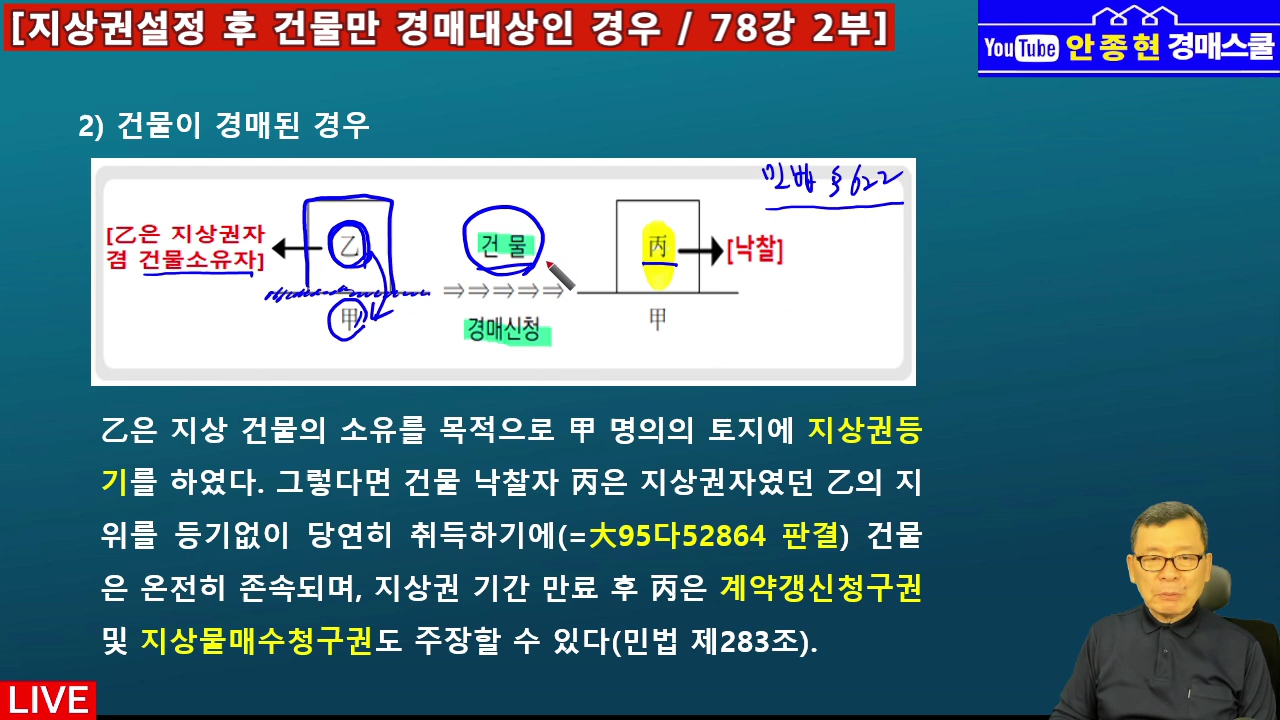 [지상권설정 후 건물만 경매대상인 경우 / 78강 2부]
YouTube 안종현 경매스쿨
2) 건물이 경매된 경우
민법 §622
[乙은 지상권자
겸 건물소유자]
乙
건 물
丙
[낙찰]
⇒⇒⇒⇒⇒
甲
경매신청
甲
乙은 지상 건물의 소유를 목적으로 甲 명의의 토지에 지상권등
기를 하였다. 그렇다면 건물 낙찰자 丙은 지상권자였던 乙의 지
위를 등기없이 당연히 취득하기에(=大95다52864 판결) 건물
은 온전히 존속되며, 지상권 기간 만료 후 丙은 계약갱신청구권
및 지상물매수청구권도 주장할 수 있다(민법 제283조).
LIVE